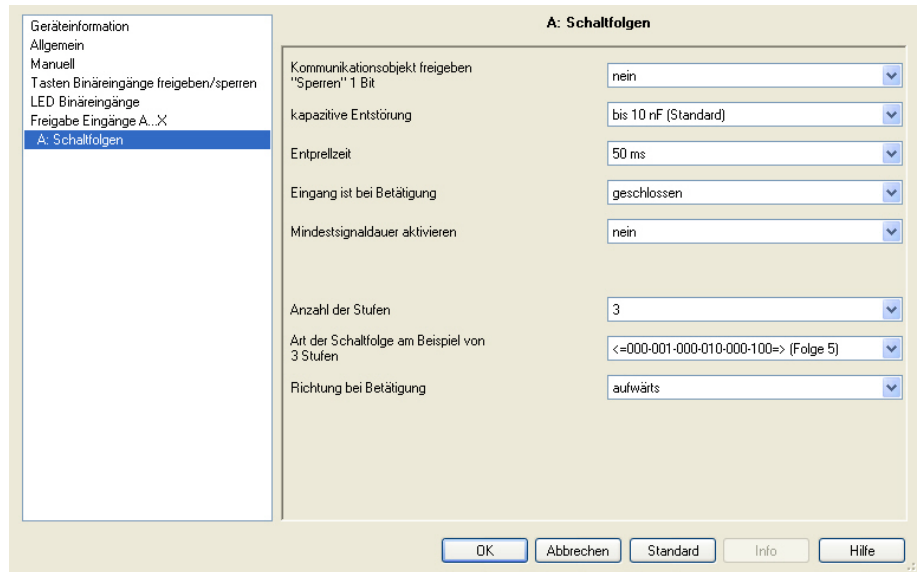 Geräteinformation
Allgemein
Manuell
Tasten Binäreingänge freigeben/sperren
LED Binäreingänge
Freigabe Eingänge A...X
A: Schaltfolgen
A: Schaltfolgen
Kommunikationsobjekt freigeben
"Sperren" 1 Bit
nein
kapazitive Entstörung
bis 10 nF (Standard)
Entprellzeit
50 ms
Eingang ist bei Betätigung
geschlossen
Mindestsignaldauer aktivieren
nein
Anzahl der Stufen
3
Art der Schaltfolge am Beispiel von
3 Stufen
<=000-001-000-010-000-100=> (Folge 5)
Richtung bei Betätigung
aufwärts
OK
Abbrechen
Standard
Info
Hilfe